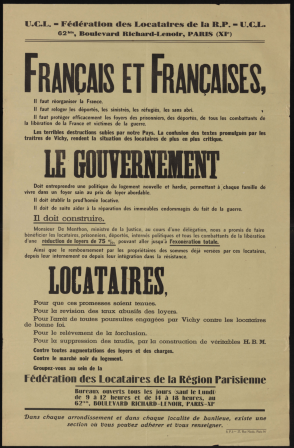 U.C.L. - Fédération des Locataires de la R.P. - U.C.L.
62bis, Boulevard Richard-Lenoir, PARIS (XIe)
FRANÇAIS ET FRANÇAISES,
Il faut réorganiser la France.
Il faut reloger les déportés, les sinistrés, les réfugiés, les sans abri.
Il faut protéger efficacement les foyers des prisonniers, des déportés, de tous les combattants de
la libération de France et victimes de la guerre.
Les terribles destructions subies par notre Pays. La confusion des textes promulgués par les
traîtres de Vichy, rendent la situation des locataires de plus en plus critique.
LE GOUVERNEMENT
Doit entreprendre une politique du logement nouvelle et hardie, permettant à chaque famille de
vivre dans un foyer sain au prix de loyer abordable.
Il doit établir la prud'homie locative.
Il doit de suite aider à la réparation des immeubles endommagés du fait de la guerre.
Il doit construire.
Monsieur De Menthon, ministre de la Justice, au cours d'une délégation, nous a promis de faire
bénéficier les locataires, prisonniers, déportés, internés politiques et tous les combattants de la libération
d'une réduction de loyers de 75 %, pouvant aller jusqu'à l'exonération totale.
Ainsi que le remboursement par les propriétaires des sommes déjà versées par ces locataires,
depuis leur internement ou depuis leur intégration dans la résistance.
LOCATAIRES,
Pour que ces promesses soient tenues.
Pour la révision des taux abusifs des loyers.
Pour l'arrêt de toutes poursuites engagées par Vichy contre les locataires
de bonne foi.
Pour le relèvement de la forclusion.
Pour la suppression des taudis, par la construction de véritables H. B. M.
Contre toutes augmentations des loyers et des charges.
Contre le marché noir du logement.
Groupez-vous au sein de la
Fédération des Locataires de la Région Parisienne
Bureaux ouverts tous les jours (sauf le Lundi)
de 9 à 12 heures et de 14 à 18 heures, au
62bis, BOULEVARD RICHARD-LENOIR, PARIS-XIe
Dans chaque arrondissement et dans chaque localité de banlieue, existe une
section où vous pouvez adhérer et vous renseigner.